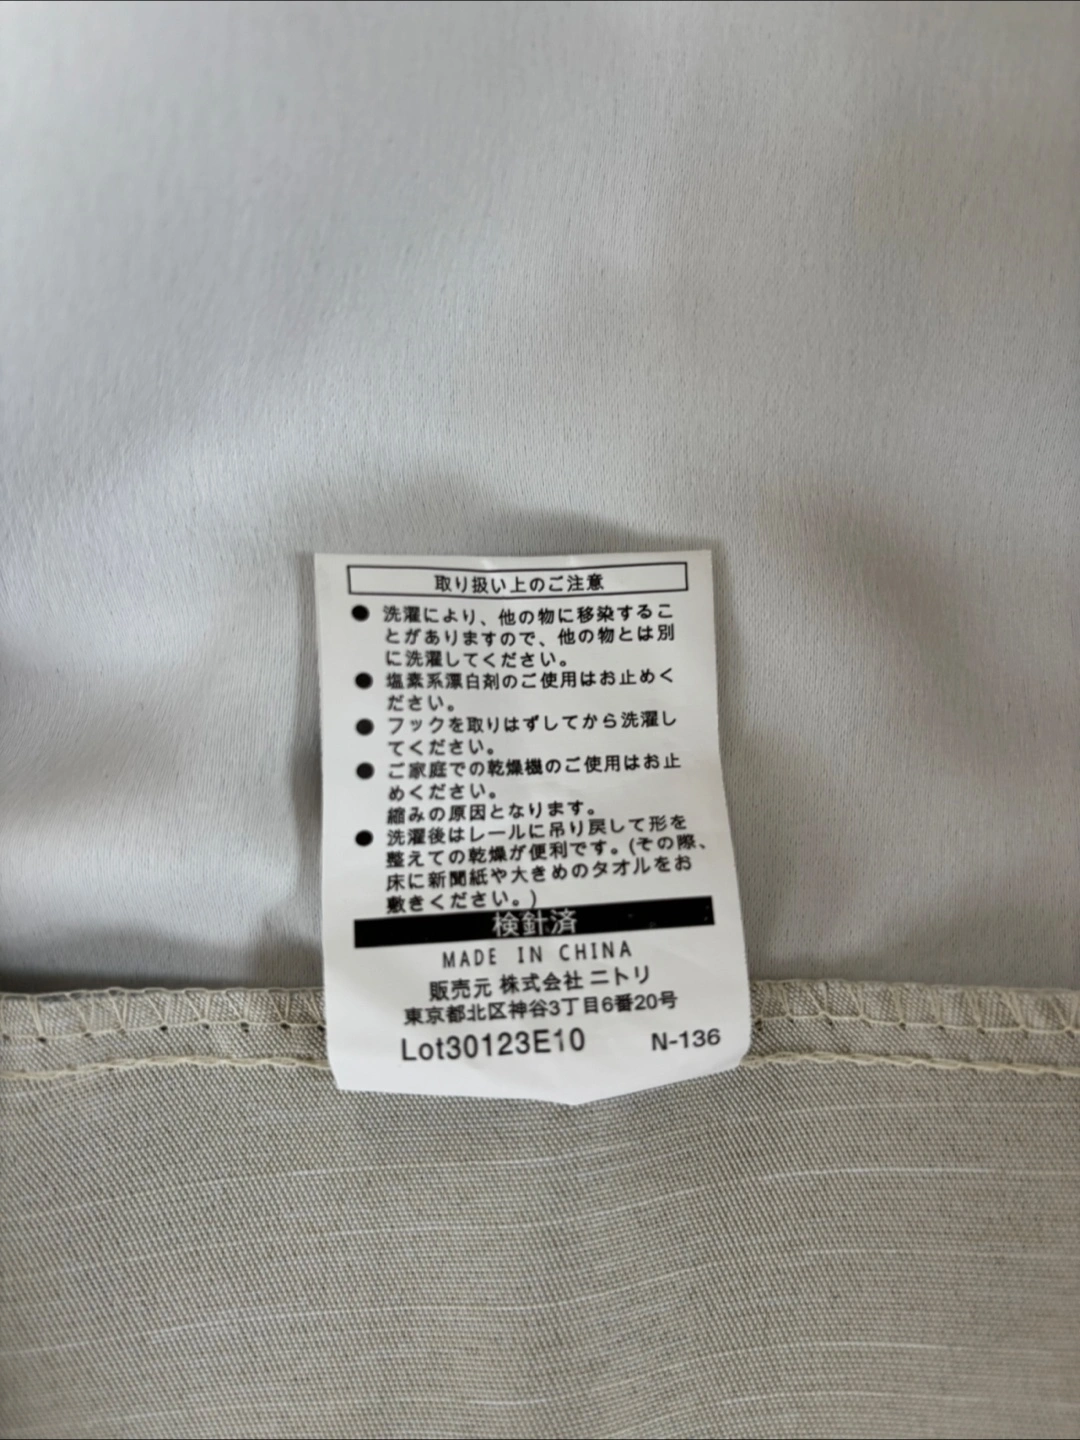 取り扱い上のご注意
● 洗濯により、他の物に移染するこ
とがありますので、他の物とは別
に洗濯してください。
● 塩素系漂白剤のご使用はお止めく
ださい。
● フックを取りはずしてから洗濯し
てください。
● ご家庭での乾燥機のご使用はお止
めください。
縮みの原因となります。
● 洗濯後はレールに吊り戻して形を
整えての乾燥が便利です。(その際、
床に新聞紙や大きめのタオルをお
敷きください。)
検針済
MADE IN CHINA
販売元 株式会社 ニトリ
東京都北区神谷3丁目6番20号
Lot30123E10 N-136